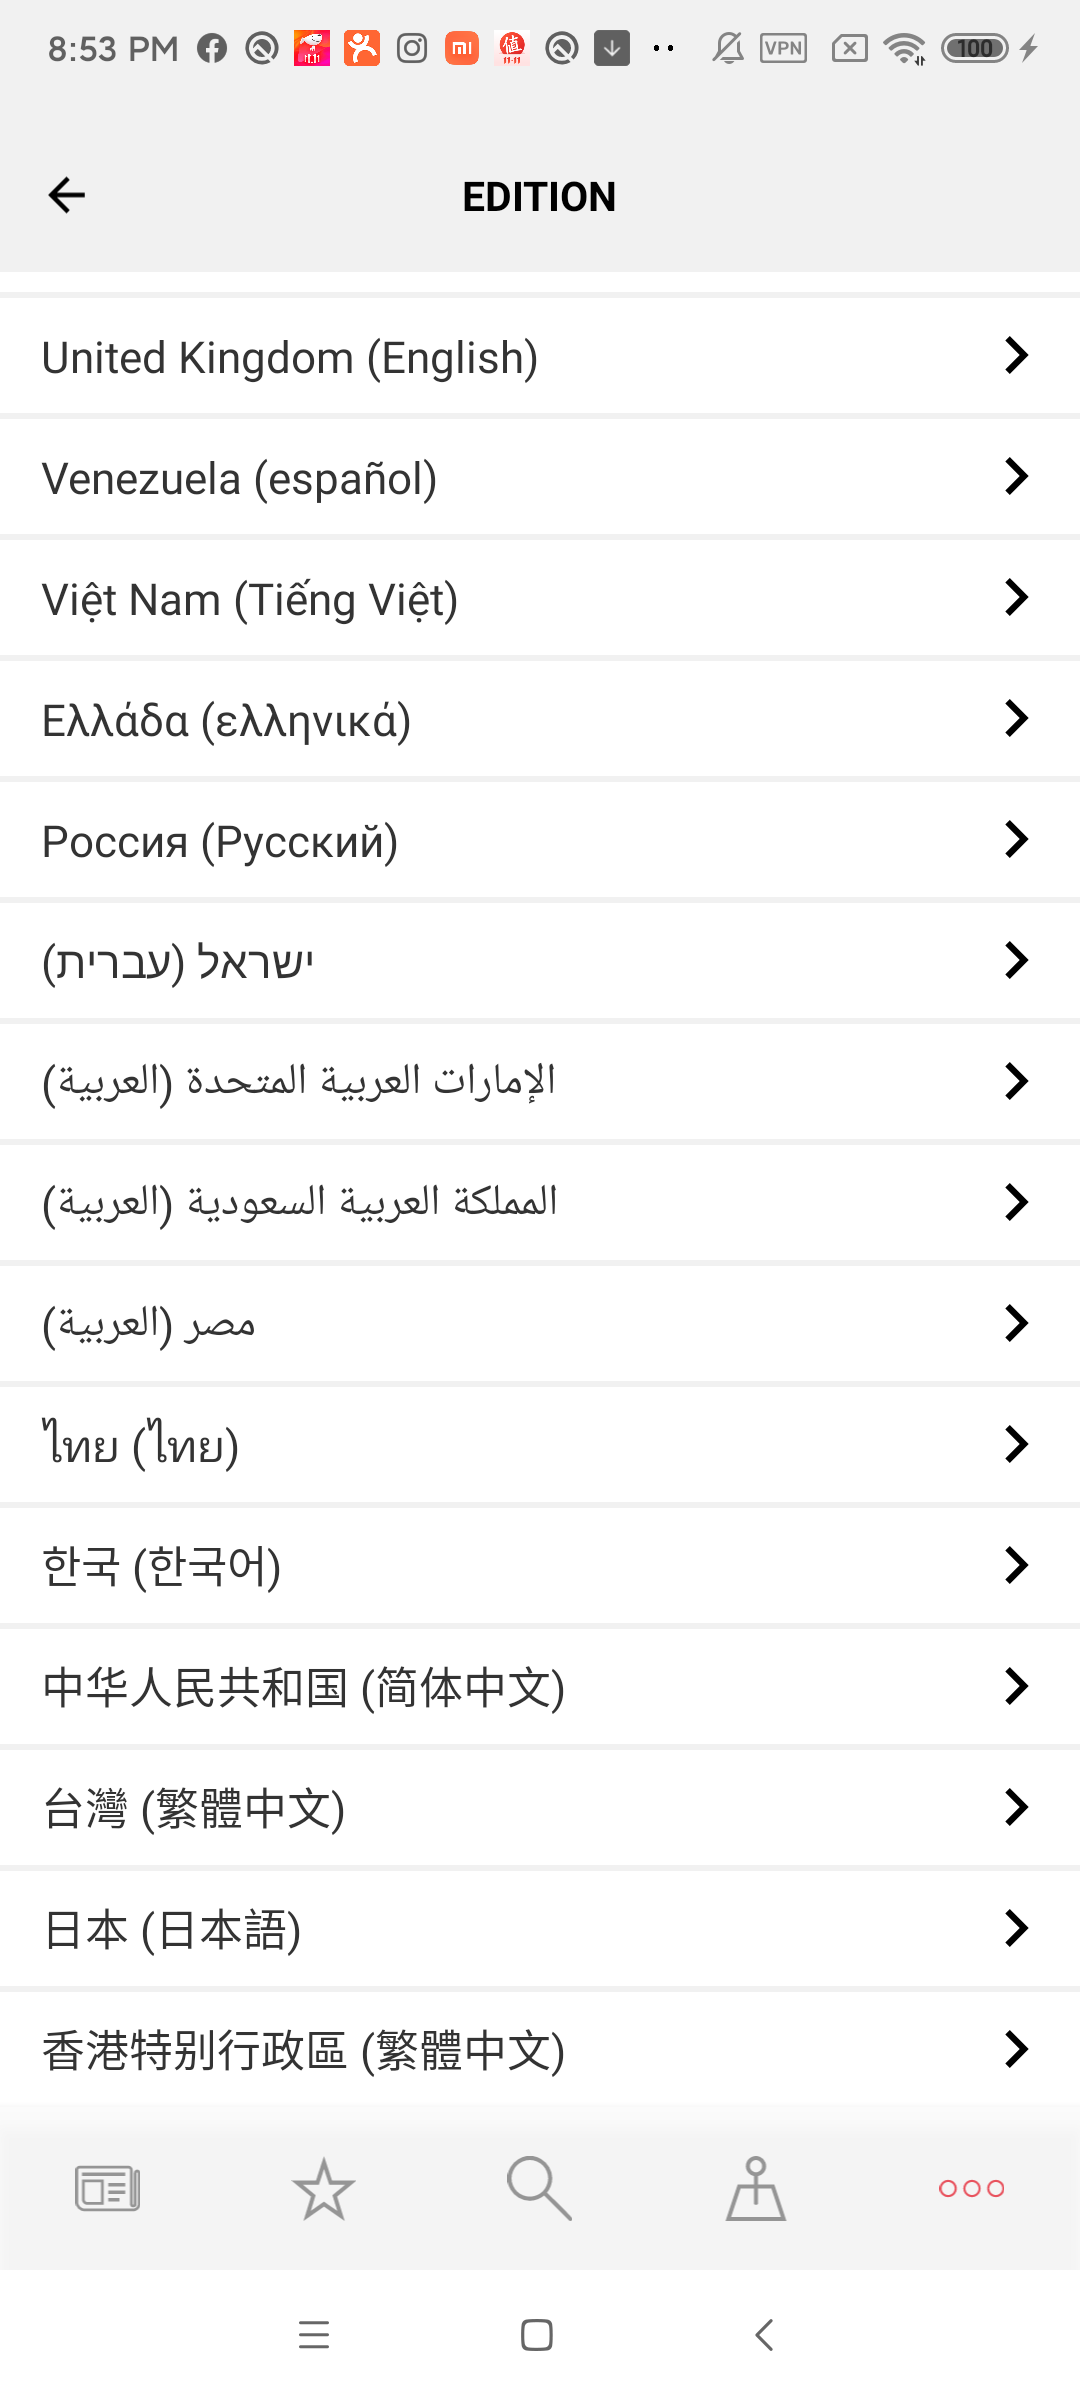 8:53 PM
VPN
100
EDITION
United Kingdom (English)
Venezuela (español)
Việt Nam (Tiếng Việt)
Ελλάδα (ελληνικά)
Россия (Русский)
ישראל (עברית)
الإمارات العربية المتحدة (العربية)
المملكة العربية السعودية (العربية)
مصر (العربية)
ไทย (ไทย)
한국 (한국어)
中华人民共和国 (简体中文)
台灣 (繁體中文)
日本 (日本語)
香港特别行政區 (繁體中文)